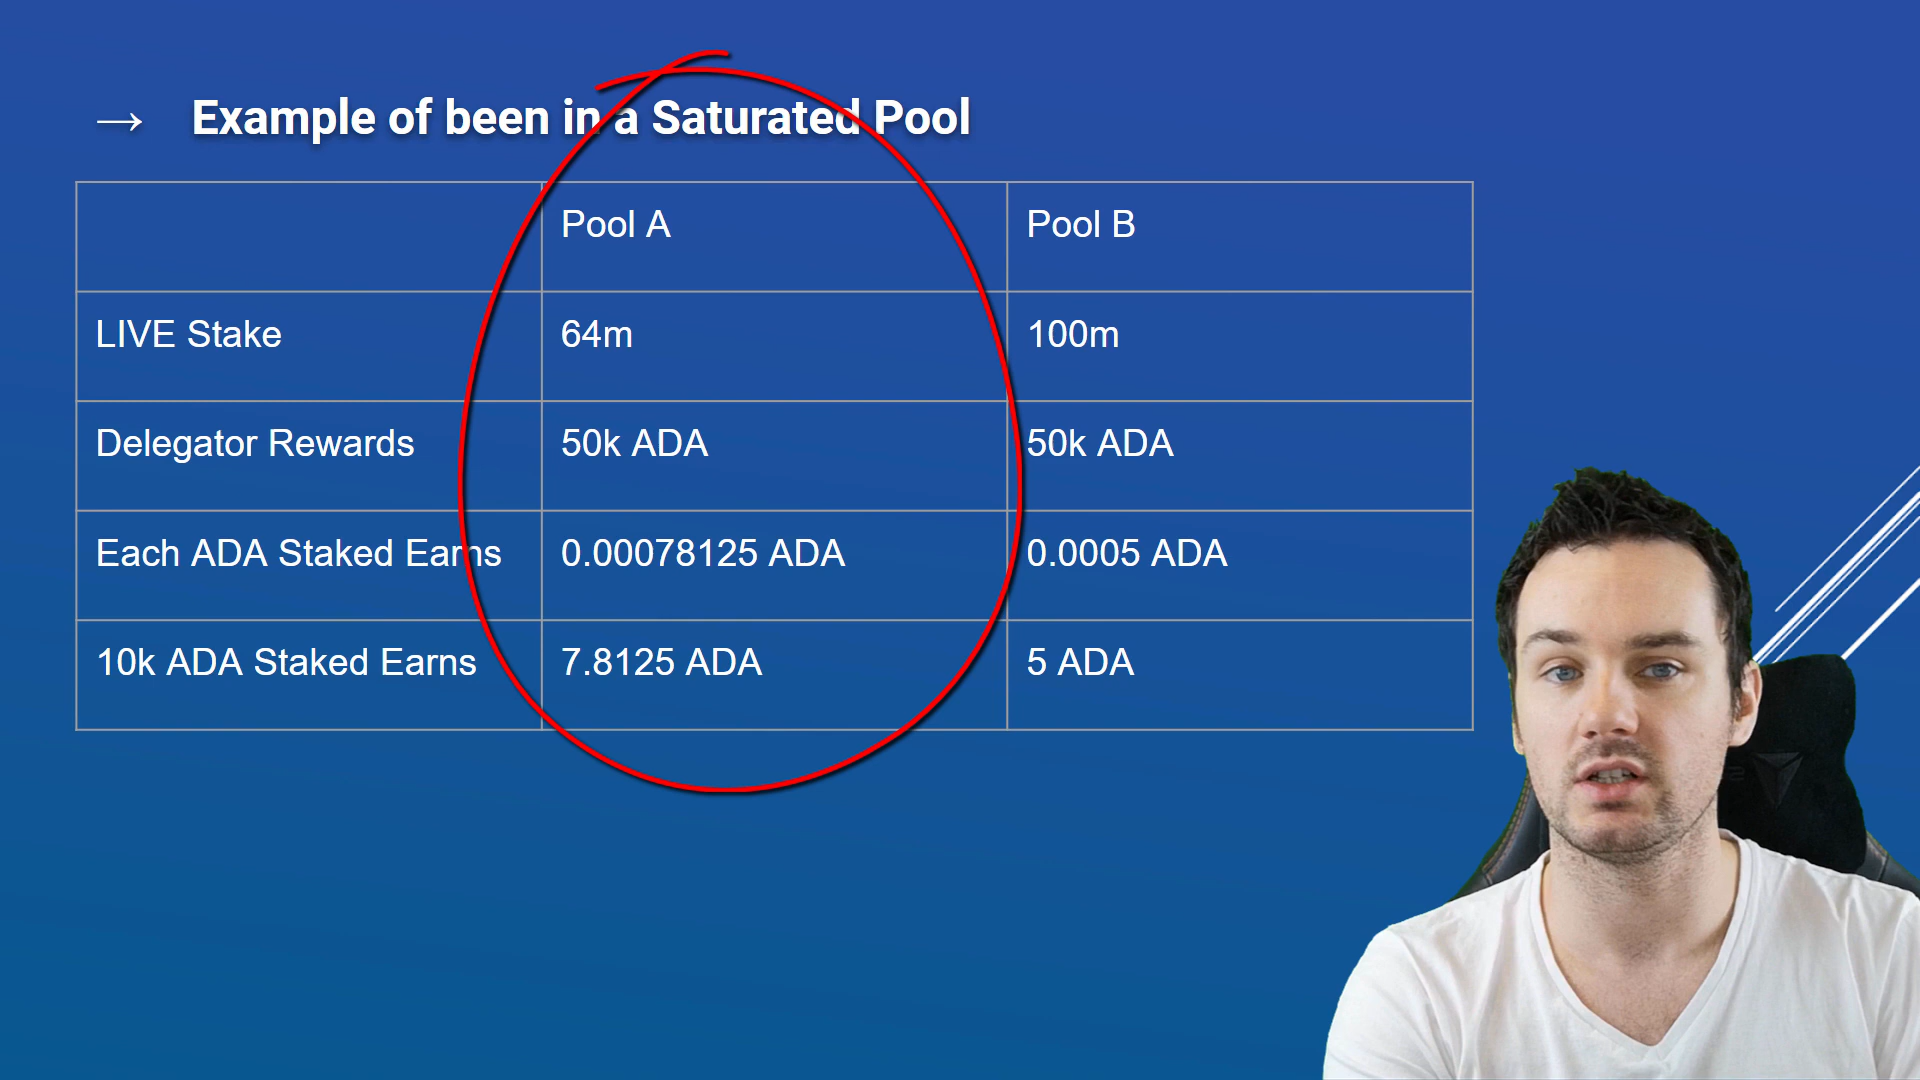 → Example of been in a Saturated Pool
Pool A Pool B
LIVE Stake 64m 100m
Delegator Rewards 50k ADA 50k ADA
Each ADA Staked Earns 0.00078125 ADA 0.0005 ADA
10k ADA Staked Earns 7.8125 ADA 5 ADA